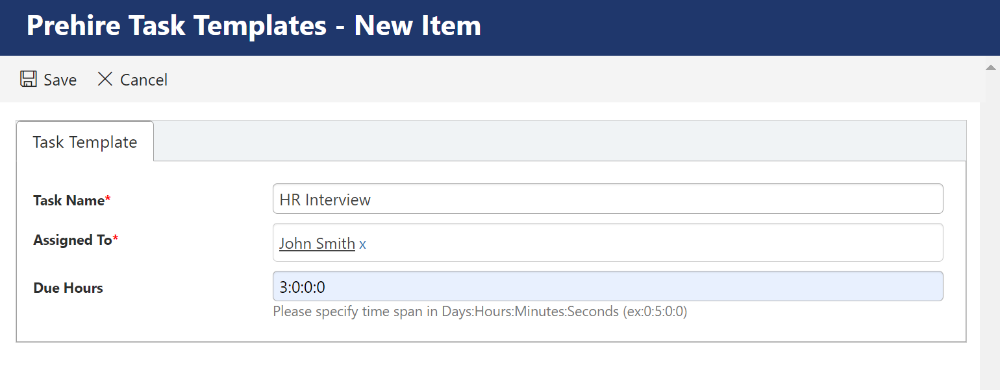 Prehire Task Templates - New Item
Save Cancel
Task Template
Task Name* HR Interview
Assigned To* John Smith x
Due Hours 3:0:0:0
Please specify time span in Days:Hours:Minutes:Seconds (ex:0:5:0:0)